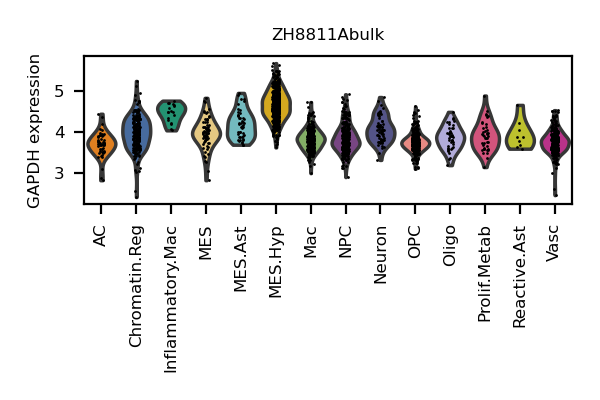 ZH8811Abulk
GAPDH expression
5
4
3
AC
Chromatin.Reg
Inflammatory.Mac
MES
MES.Ast
MES.Hyp
Mac
NPC
Neuron
OPC
Oligo
Prolif.Metab
Reactive.Ast
Vasc